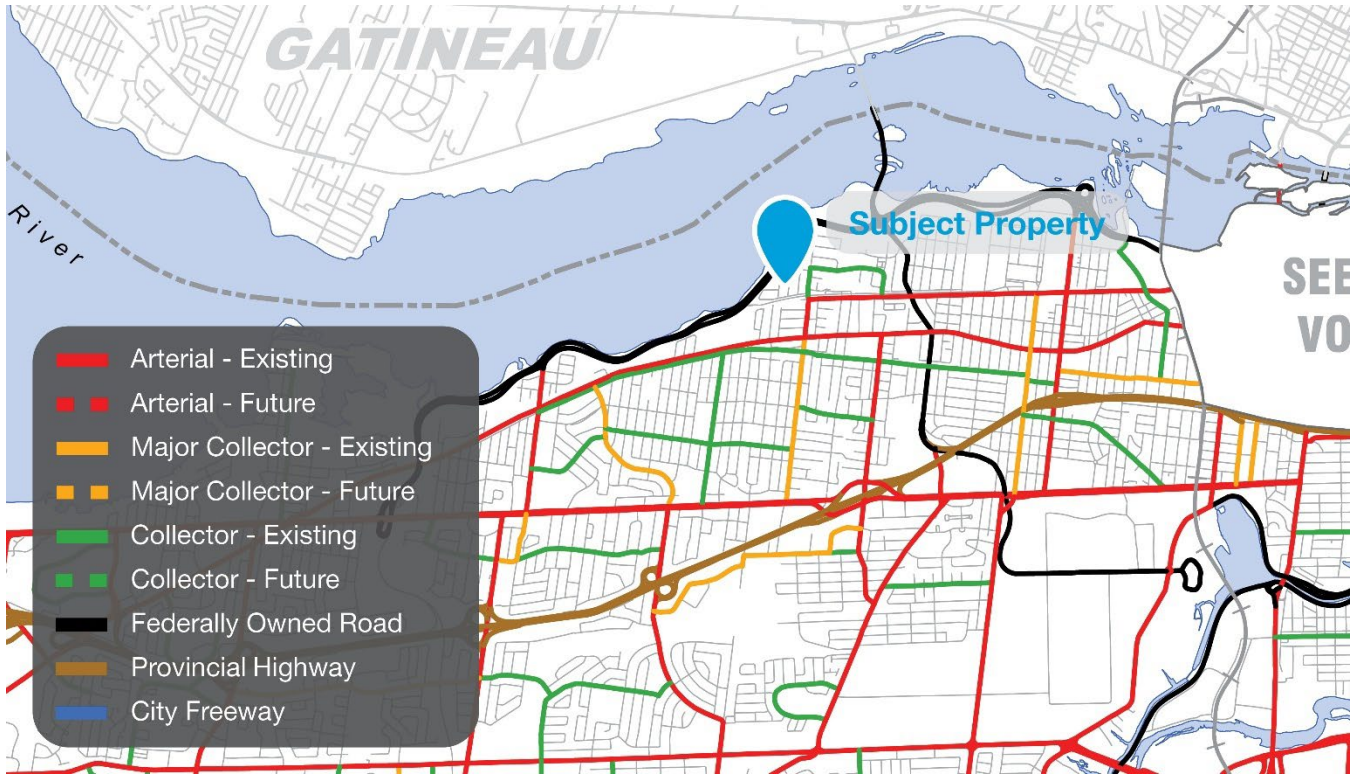 GATINEAU
River
Subject Property
SEE
VO
Arterial - Existing
Arterial - Future
Major Collector - Existing
Major Collector - Future
Collector - Existing
Collector - Future
Federally Owned Road
Provincial Highway
City Freeway